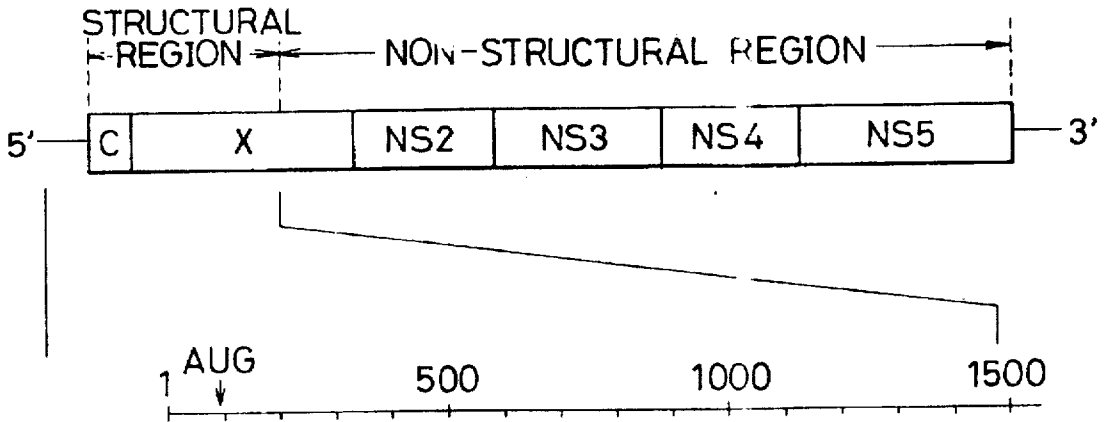 STRUCTURAL
REGION NON-STRUCTURAL REGION
5' C X NS2 NS3 NS4 NS5 3'
AUG
1 500 1000 1500